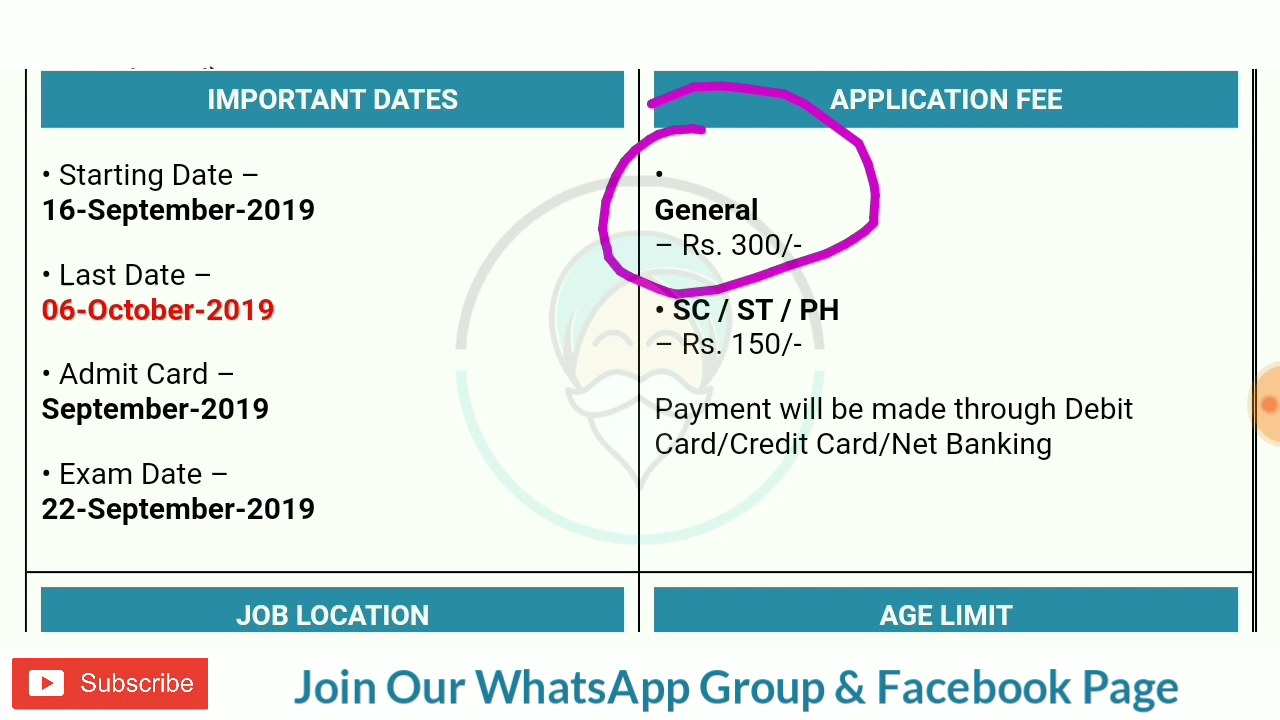 IMPORTANT DATES
• Starting Date –
16-September-2019
• Last Date –
06-October-2019
• Admit Card –
September-2019
• Exam Date –
22-September-2019
APPLICATION FEE
•
General
– Rs. 300/-
• SC / ST / PH
– Rs. 150/-
Payment will be made through Debit
Card/Credit Card/Net Banking
JOB LOCATION
AGE LIMIT
Subscribe
Join Our WhatsApp Group & Facebook Page